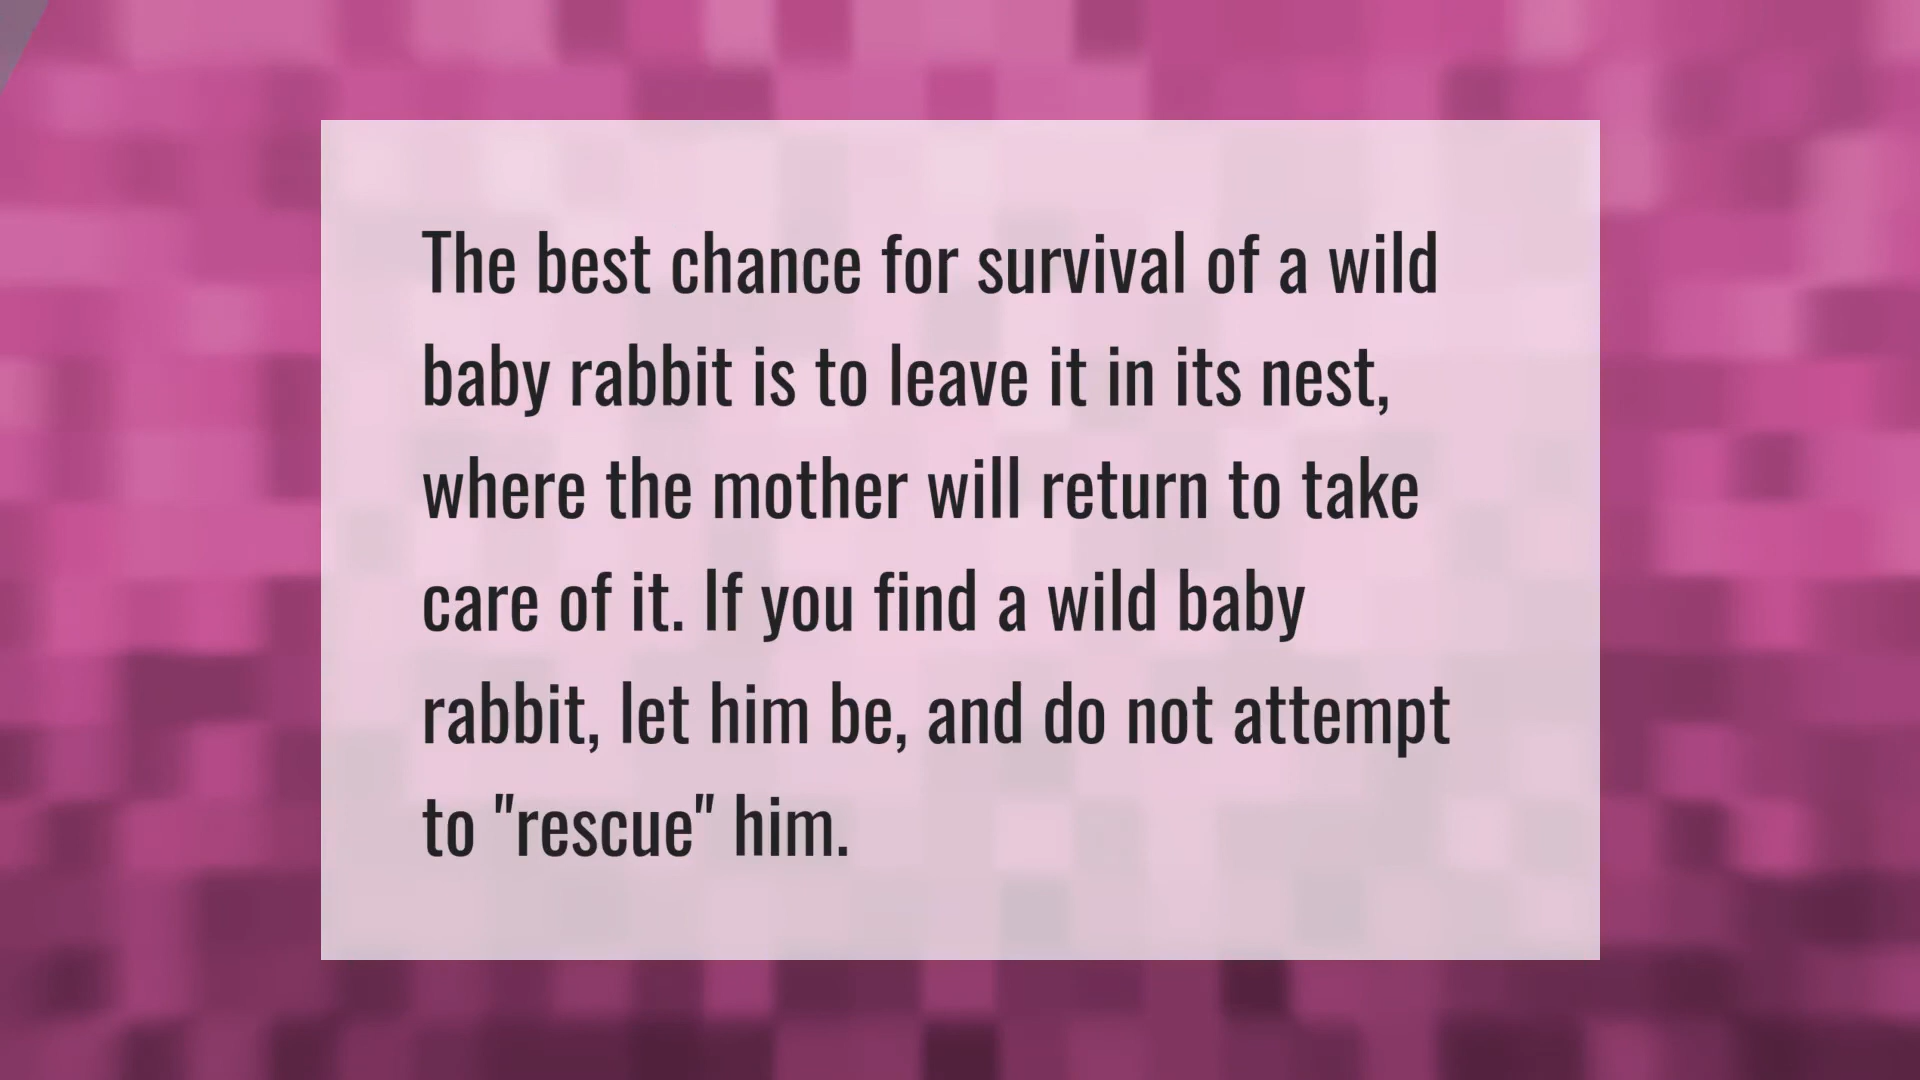 The best chance for survival of a wild
baby rabbit is to leave it in its nest,
where the mother will return to take
care of it. If you find a wild baby
rabbit, let him be, and do not attempt
to "rescue" him.